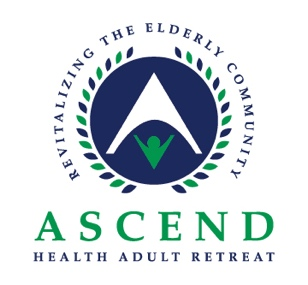 REVITALIZING THE ELDERLY COMMUNITY
ASCEND
HEALTH ADULT RETREAT